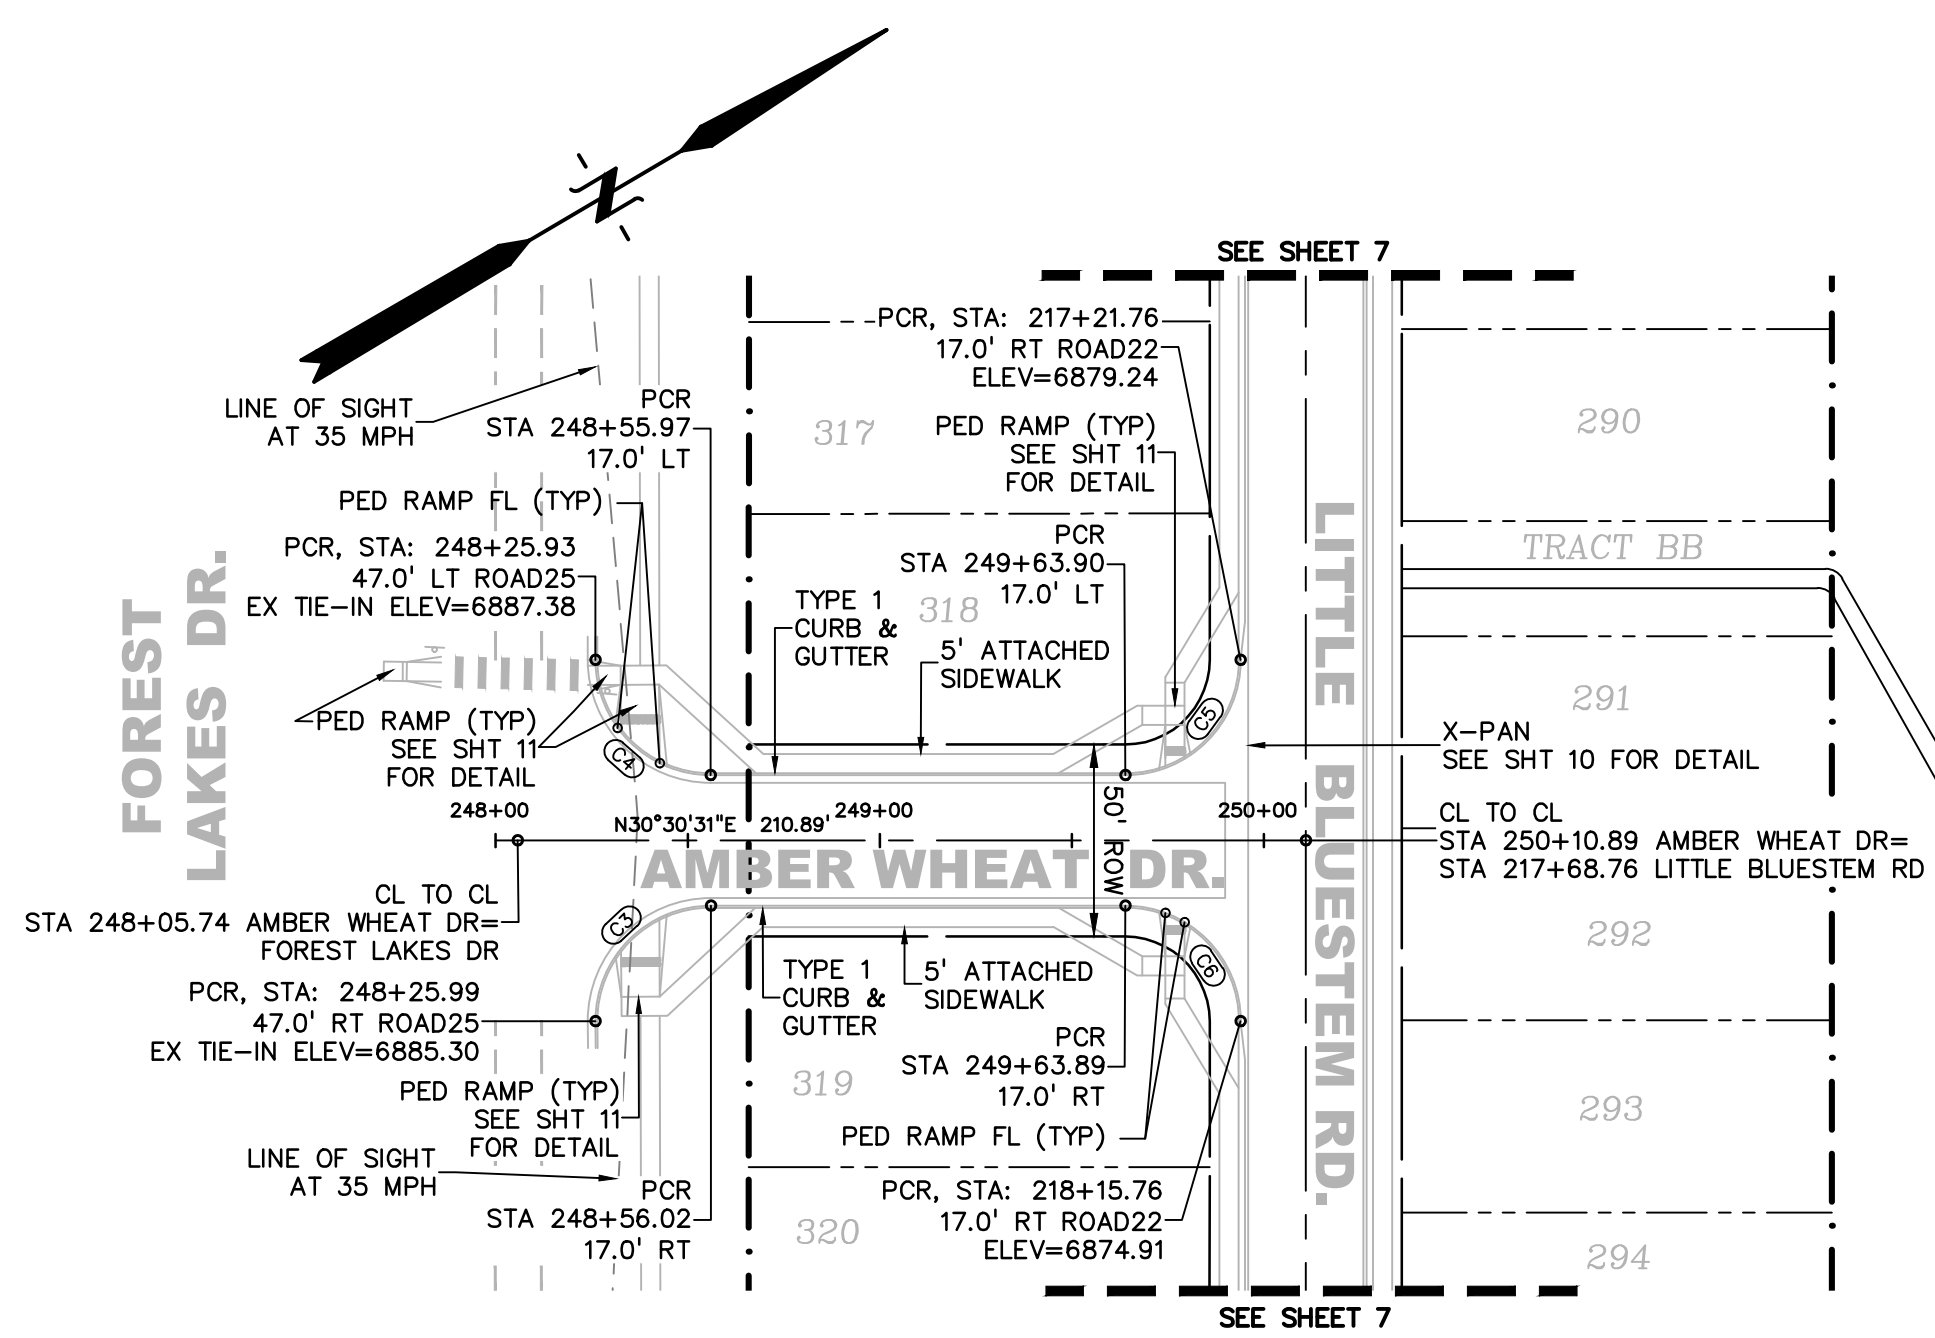 N
SEE SHEET 7
LINE OF SIGHT
AT 35 MPH
PCR
STA 248+55.97
17.0' LT
PED RAMP FL (TYP)
PCR, STA: 248+25.93
47.0' LT ROAD25
EX TIE-IN ELEV=6887.38
PED RAMP (TYP)
SEE SHT 11
FOR DETAIL
FOREST
LAKES DR.
C4
317
318
PCR, STA: 217+21.76
17.0' RT ROAD22
ELEV=6879.24
PED RAMP (TYP)
SEE SHT 11
FOR DETAIL
PCR
STA 249+63.90
17.0' LT
TYPE 1
CURB &
GUTTER
5' ATTACHED
SIDEWALK
C5
290
TRACT BB
291
X-PAN
SEE SHT 10 FOR DETAIL
LITTLE BLUESTEM RD.
248+00
N30°30'31"E 210.89'
249+00
50' ROW
250+00
AMBER WHEAT DR.
CL TO CL
STA 250+10.89 AMBER WHEAT DR=
STA 217+68.76 LITTLE BLUESTEM RD
CL TO CL
STA 248+05.74 AMBER WHEAT DR=
FOREST LAKES DR
C3
PCR, STA: 248+25.99
47.0' RT ROAD25
EX TIE-IN ELEV=6885.30
PED RAMP (TYP)
SEE SHT 11
FOR DETAIL
LINE OF SIGHT
AT 35 MPH
PCR
STA 248+56.02
17.0' RT
TYPE 1
CURB &
GUTTER
5' ATTACHED
SIDEWALK
C6
PCR
STA 249+63.89
17.0' RT
319
PED RAMP FL (TYP)
PCR, STA: 218+15.76
17.0' RT ROAD22
ELEV=6874.91
320
292
293
294
SEE SHEET 7